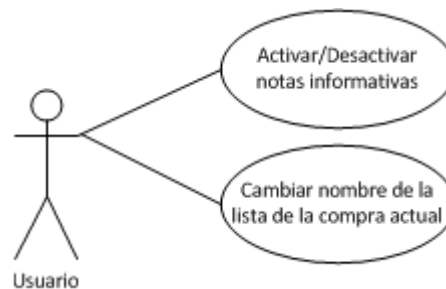 Activar/Desactivar
notas informativas
Cambiar nombre de la
lista de la compra actual
Usuario